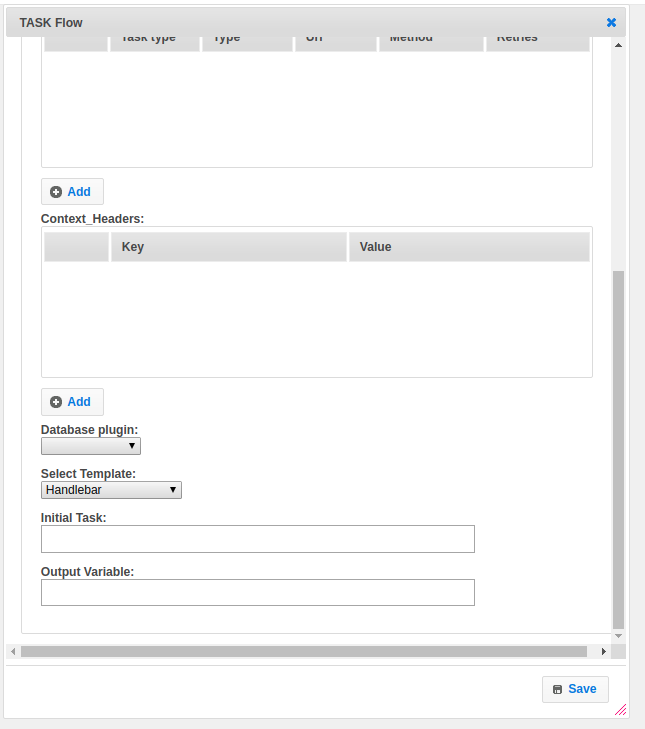 TASK Flow
Task type Type Url Method Retries
Add
Context_Headers:
Key Value
Add
Database plugin:
Select Template:
Handlebar
Initial Task:
Output Variable:
Save